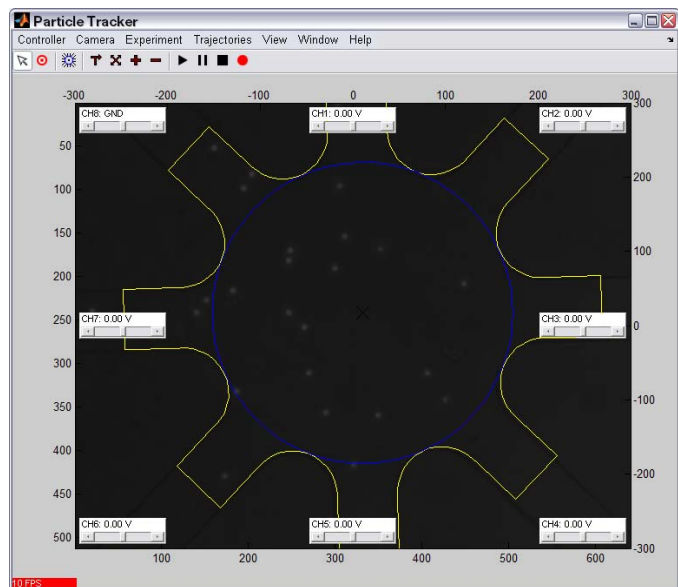 Particle Tracker
Controller Camera Experiment Trajectories View Window Help
-300 -200 -100 0 100 200 300
CH8: GND
CH1: 0.00 V
CH2: 0.00 V
300
50
100
200
150
200
100
250
CH7: 0.00 V
CH3: 0.00 V
0
300
350
-100
400
-200
450
500
CH6: 0.00 V
CH5: 0.00 V
CH4: 0.00 V
-300
100 200 300 400 500 600
10 FPS